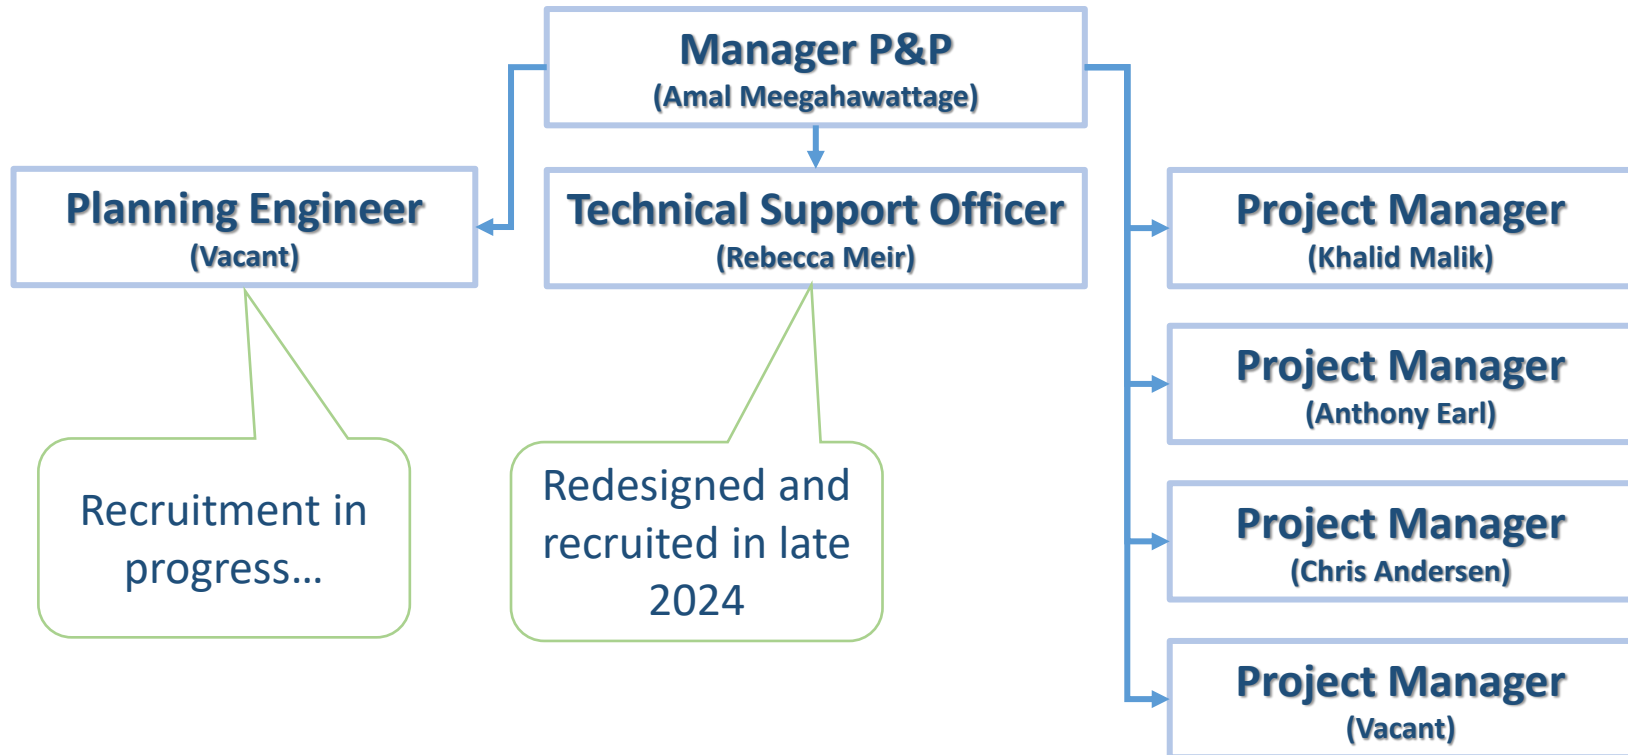 Manager P&P
(Amal Meegahawattage)
Planning Engineer
(Vacant)
Technical Support Officer
(Rebecca Meir)
Project Manager
(Khalid Malik)
Project Manager
(Anthony Earl)
Project Manager
(Chris Andersen)
Project Manager
(Vacant)
Recruitment in
progress...
Redesigned and
recruited in late
2024